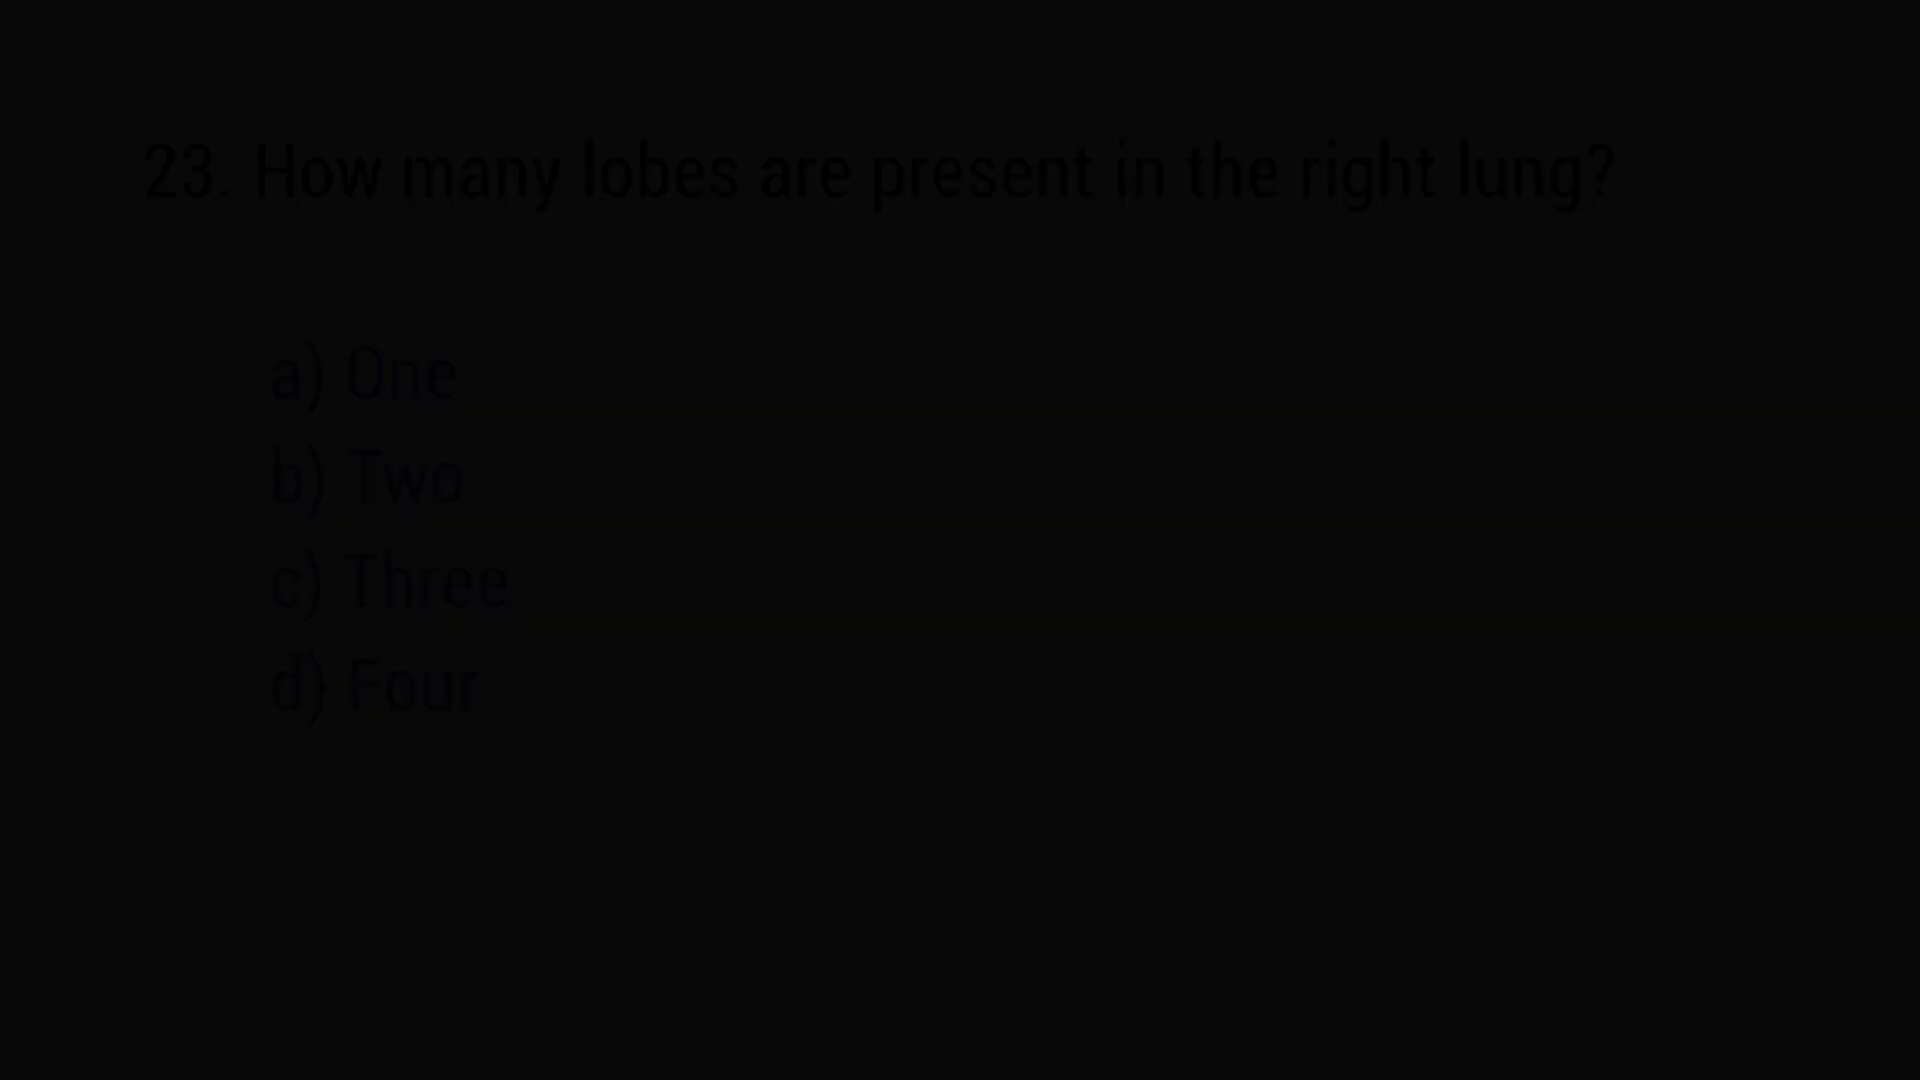 23. How many lobes are present in the right lung?
a) One
b) Two
c) Three
d) Four